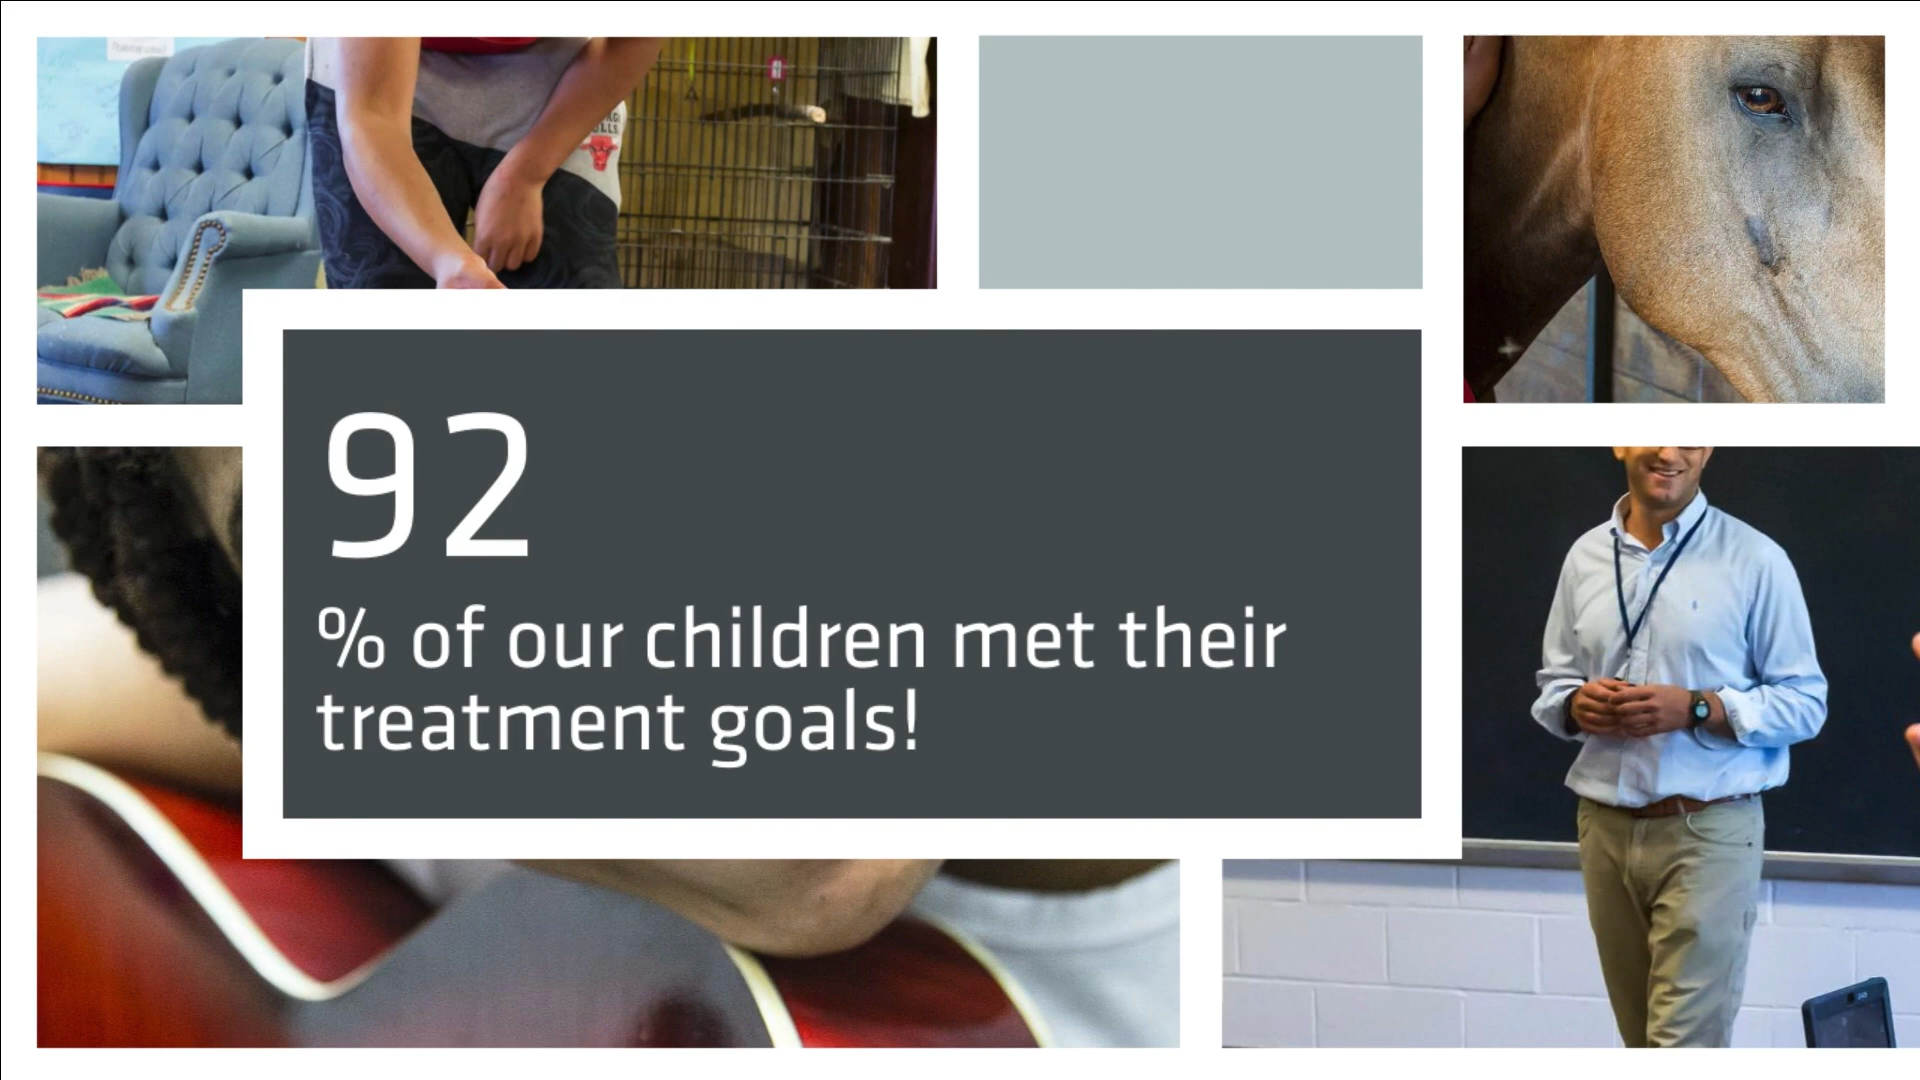 92
% of our children met their
treatment goals!